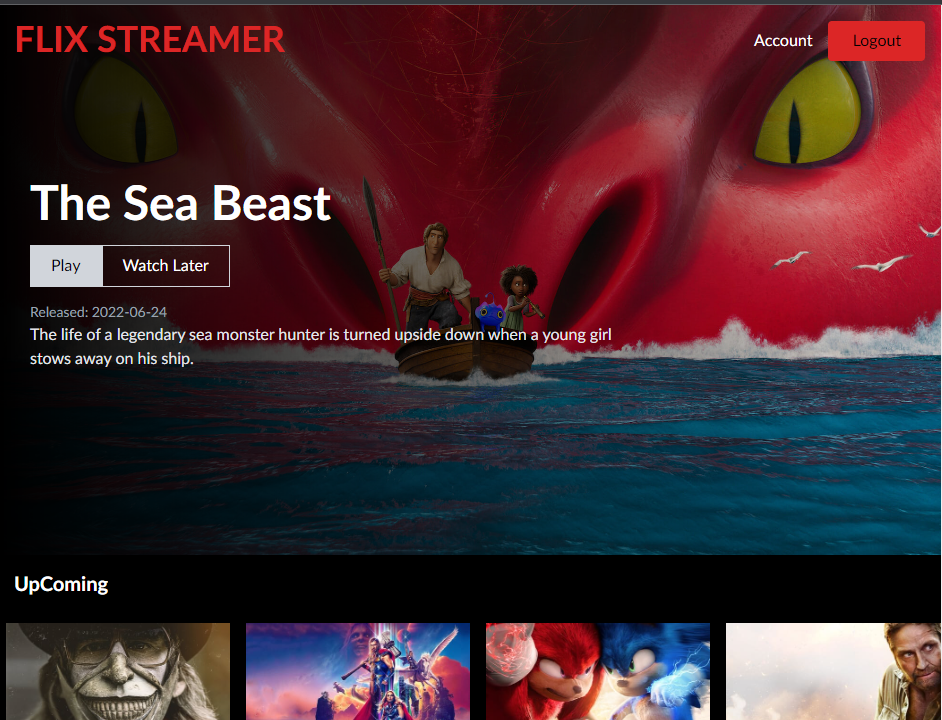 FLIX STREAMER
Account
Logout
The Sea Beast
Play
Watch Later
Released: 2022-06-24
The life of a legendary sea monster hunter is turned upside down when a young girl
stows away on his ship.
UpComing